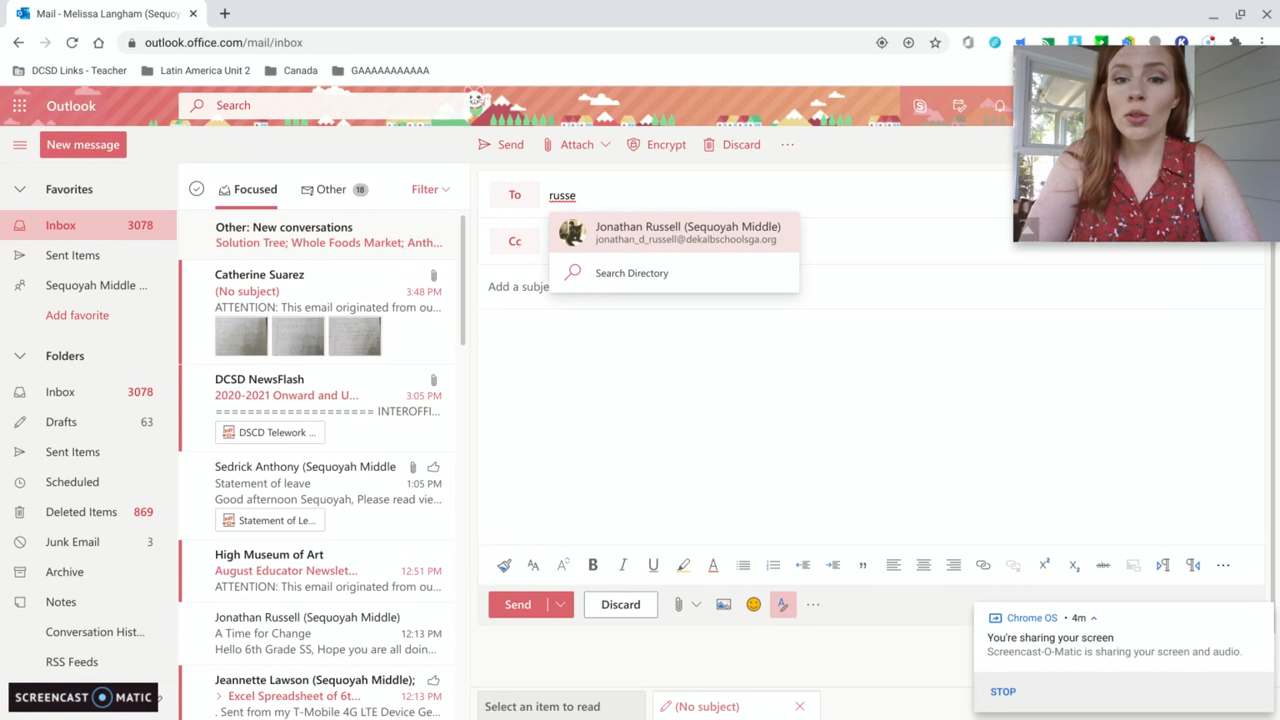 Mail - Melissa Langham (Sequoy
outlook.office.com/mail/inbox
DCSD Links - Teacher
Latin America Unit 2
Canada
GAAAAAAAAAAA
Outlook
Search
New message
Send
Attach
Encrypt
Discard
Favorites
Inbox 3078
Sent Items
Sequoyah Middle ...
Add favorite
Folders
Inbox 3078
Drafts 63
Sent Items
Scheduled
Deleted Items 869
Junk Email 3
Archive
Notes
Conversation Hist...
RSS Feeds
SCREENCAST O MATIC
Focused
Other 18
Filter
Other: New conversations
Solution Tree; Whole Foods Market; Anth...
Catherine Suarez
(No subject) 3:48 PM
ATTENTION: This email originated from ou...
DCSD NewsFlash
2020-2021 Onward and U... 3:05 PM
==================== INTEROFFI...
DSCD Telework ...
Sedrick Anthony (Sequoyah Middle
Statement of leave 1:05 PM
Good afternoon Sequoyah, Please read vie...
Statement of Le...
High Museum of Art
August Educator Newslet... 12:51 PM
ATTENTION: This email originated from ou...
Jonathan Russell (Sequoyah Middle)
A Time for Change 12:13 PM
Hello 6th Grade SS, Hope you are all doin...
Jeannette Lawson (Sequoyah Middle);
> Excel Spreadsheet of 6t... 12:13 PM
. Sent from my T-Mobile 4G LTE Device Ge...
To
russe
Cc
Jonathan Russell (Sequoyah Middle)
jonathan_d_russell@dekalbschoolsga.org
Search Directory
Add a subje
Send
Discard
Select an item to read
(No subject)
Chrome OS • 4m
You're sharing your screen
Screencast-O-Matic is sharing your screen and audio.
STOP